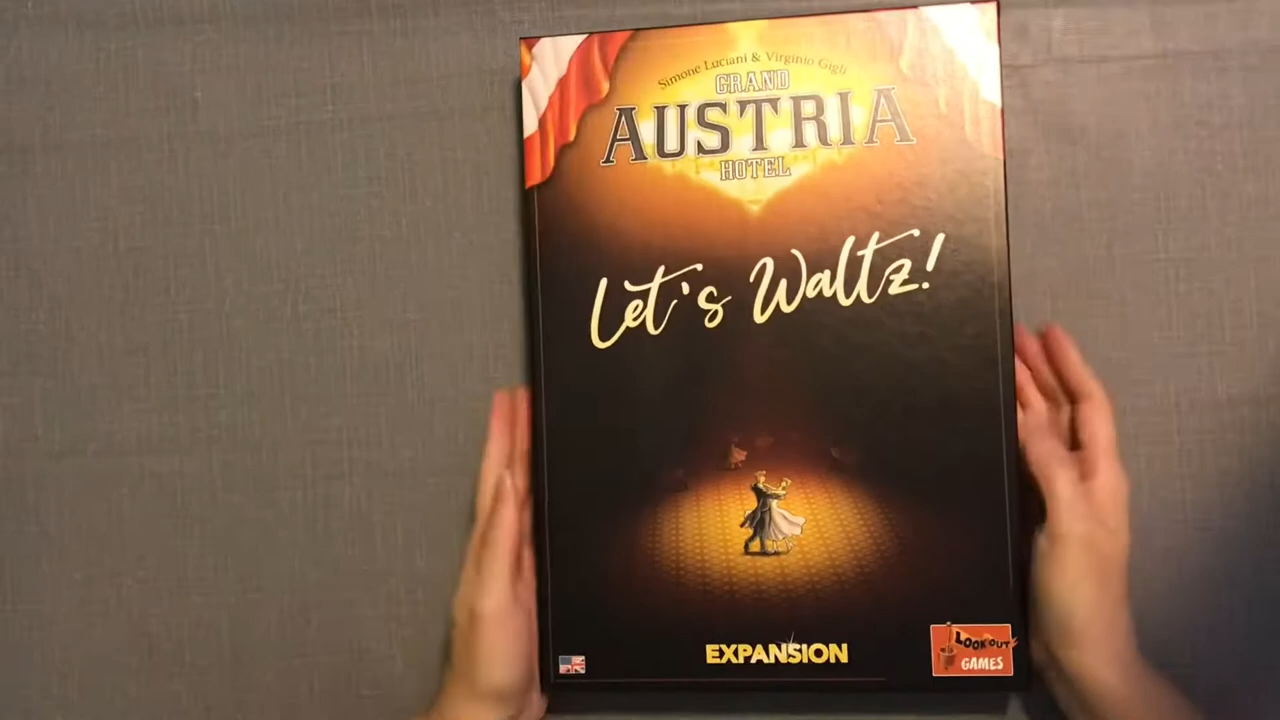 Simone Luciani & Virginio Gigli
GRAND
AUSTRIA
HOTEL
Let's Waltz!
EXPANSION
LOOKOUT
GAMES